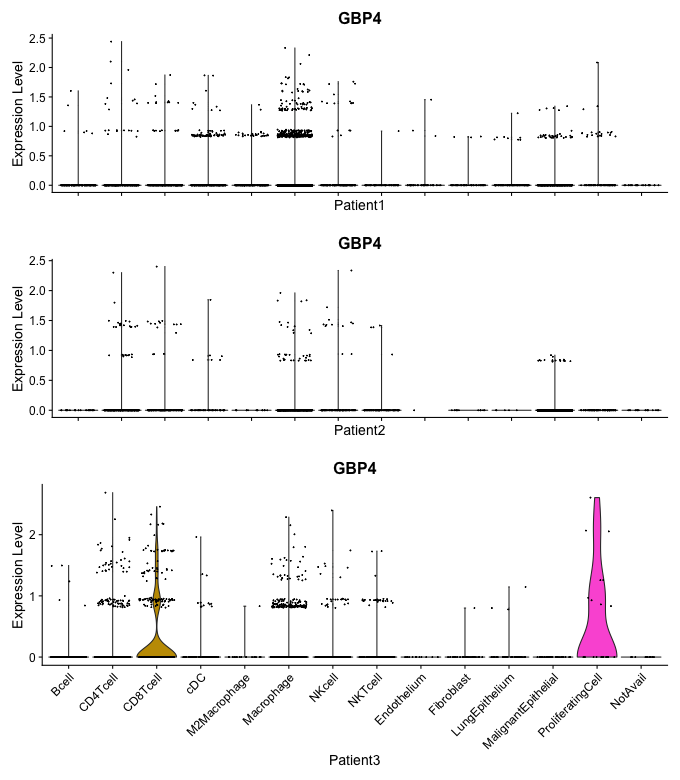 GBP4
Expression Level
2.5
2.0
1.5
1.0
0.5
0.0
Patient1
GBP4
Expression Level
2.5
2.0
1.5
1.0
0.5
0.0
Patient2
GBP4
Expression Level
2
1
0
Bcell
CD4Tcell
CD8Tcell
cDC
M2Macrophage
Macrophage
NKcell
NKTcell
Endothelium
Fibroblast
LungEpithelium
MalignantEpithelial
ProliferatingCell
NotAvail
Patient3